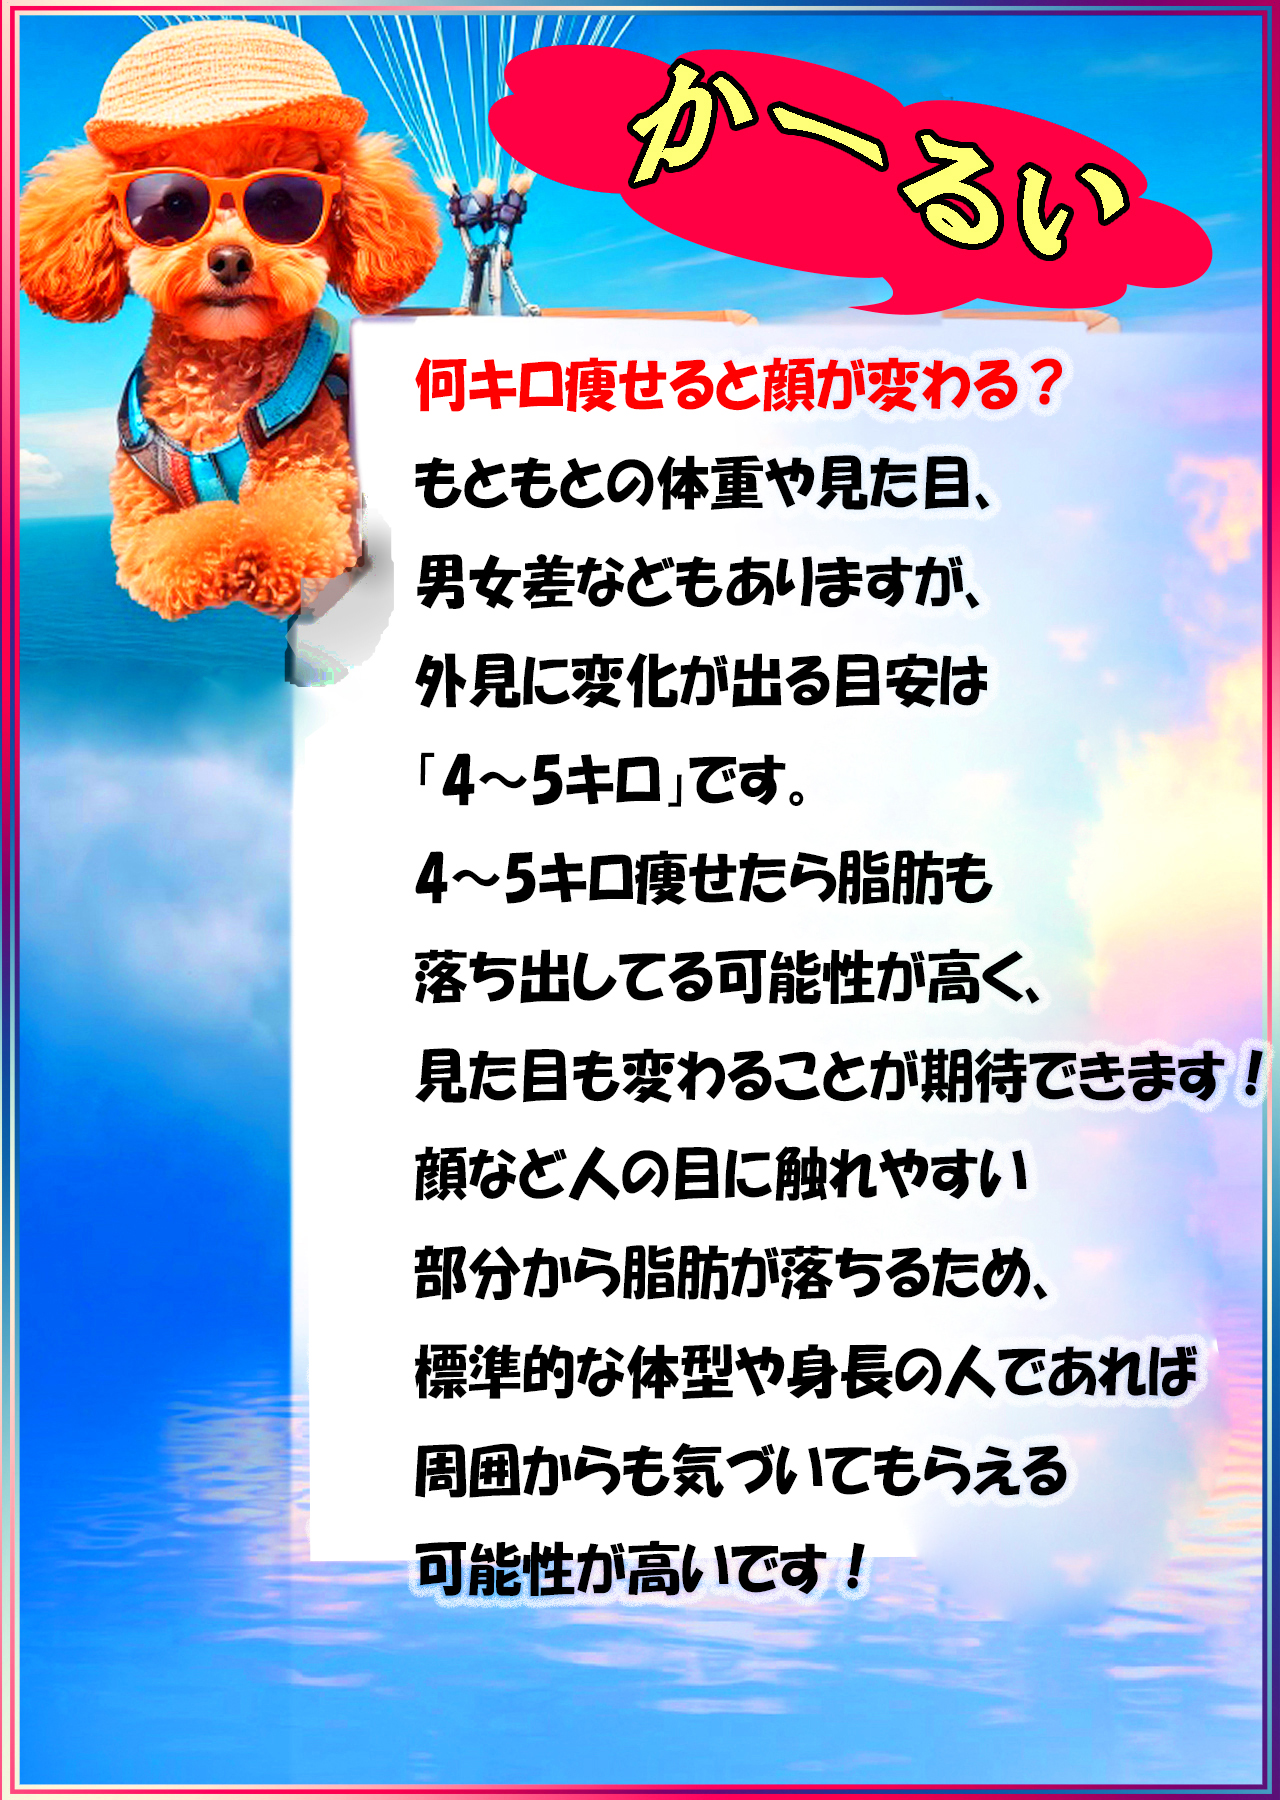 かーるい
何キロ痩せると顔が変わる？
もともとの体重や見た目、
男女差などもありますが、
外見に変化が出る目安は
「4～5キロ」です。
4～5キロ痩せたら脂肪も
落ち出してる可能性が高く、
見た目も変わることが期待できます！
顔など人の目に触れやすい
部分から脂肪が落ちるため、
標準的な体型や身長の人であれば
周囲からも気づいてもらえる
可能性が高いです！